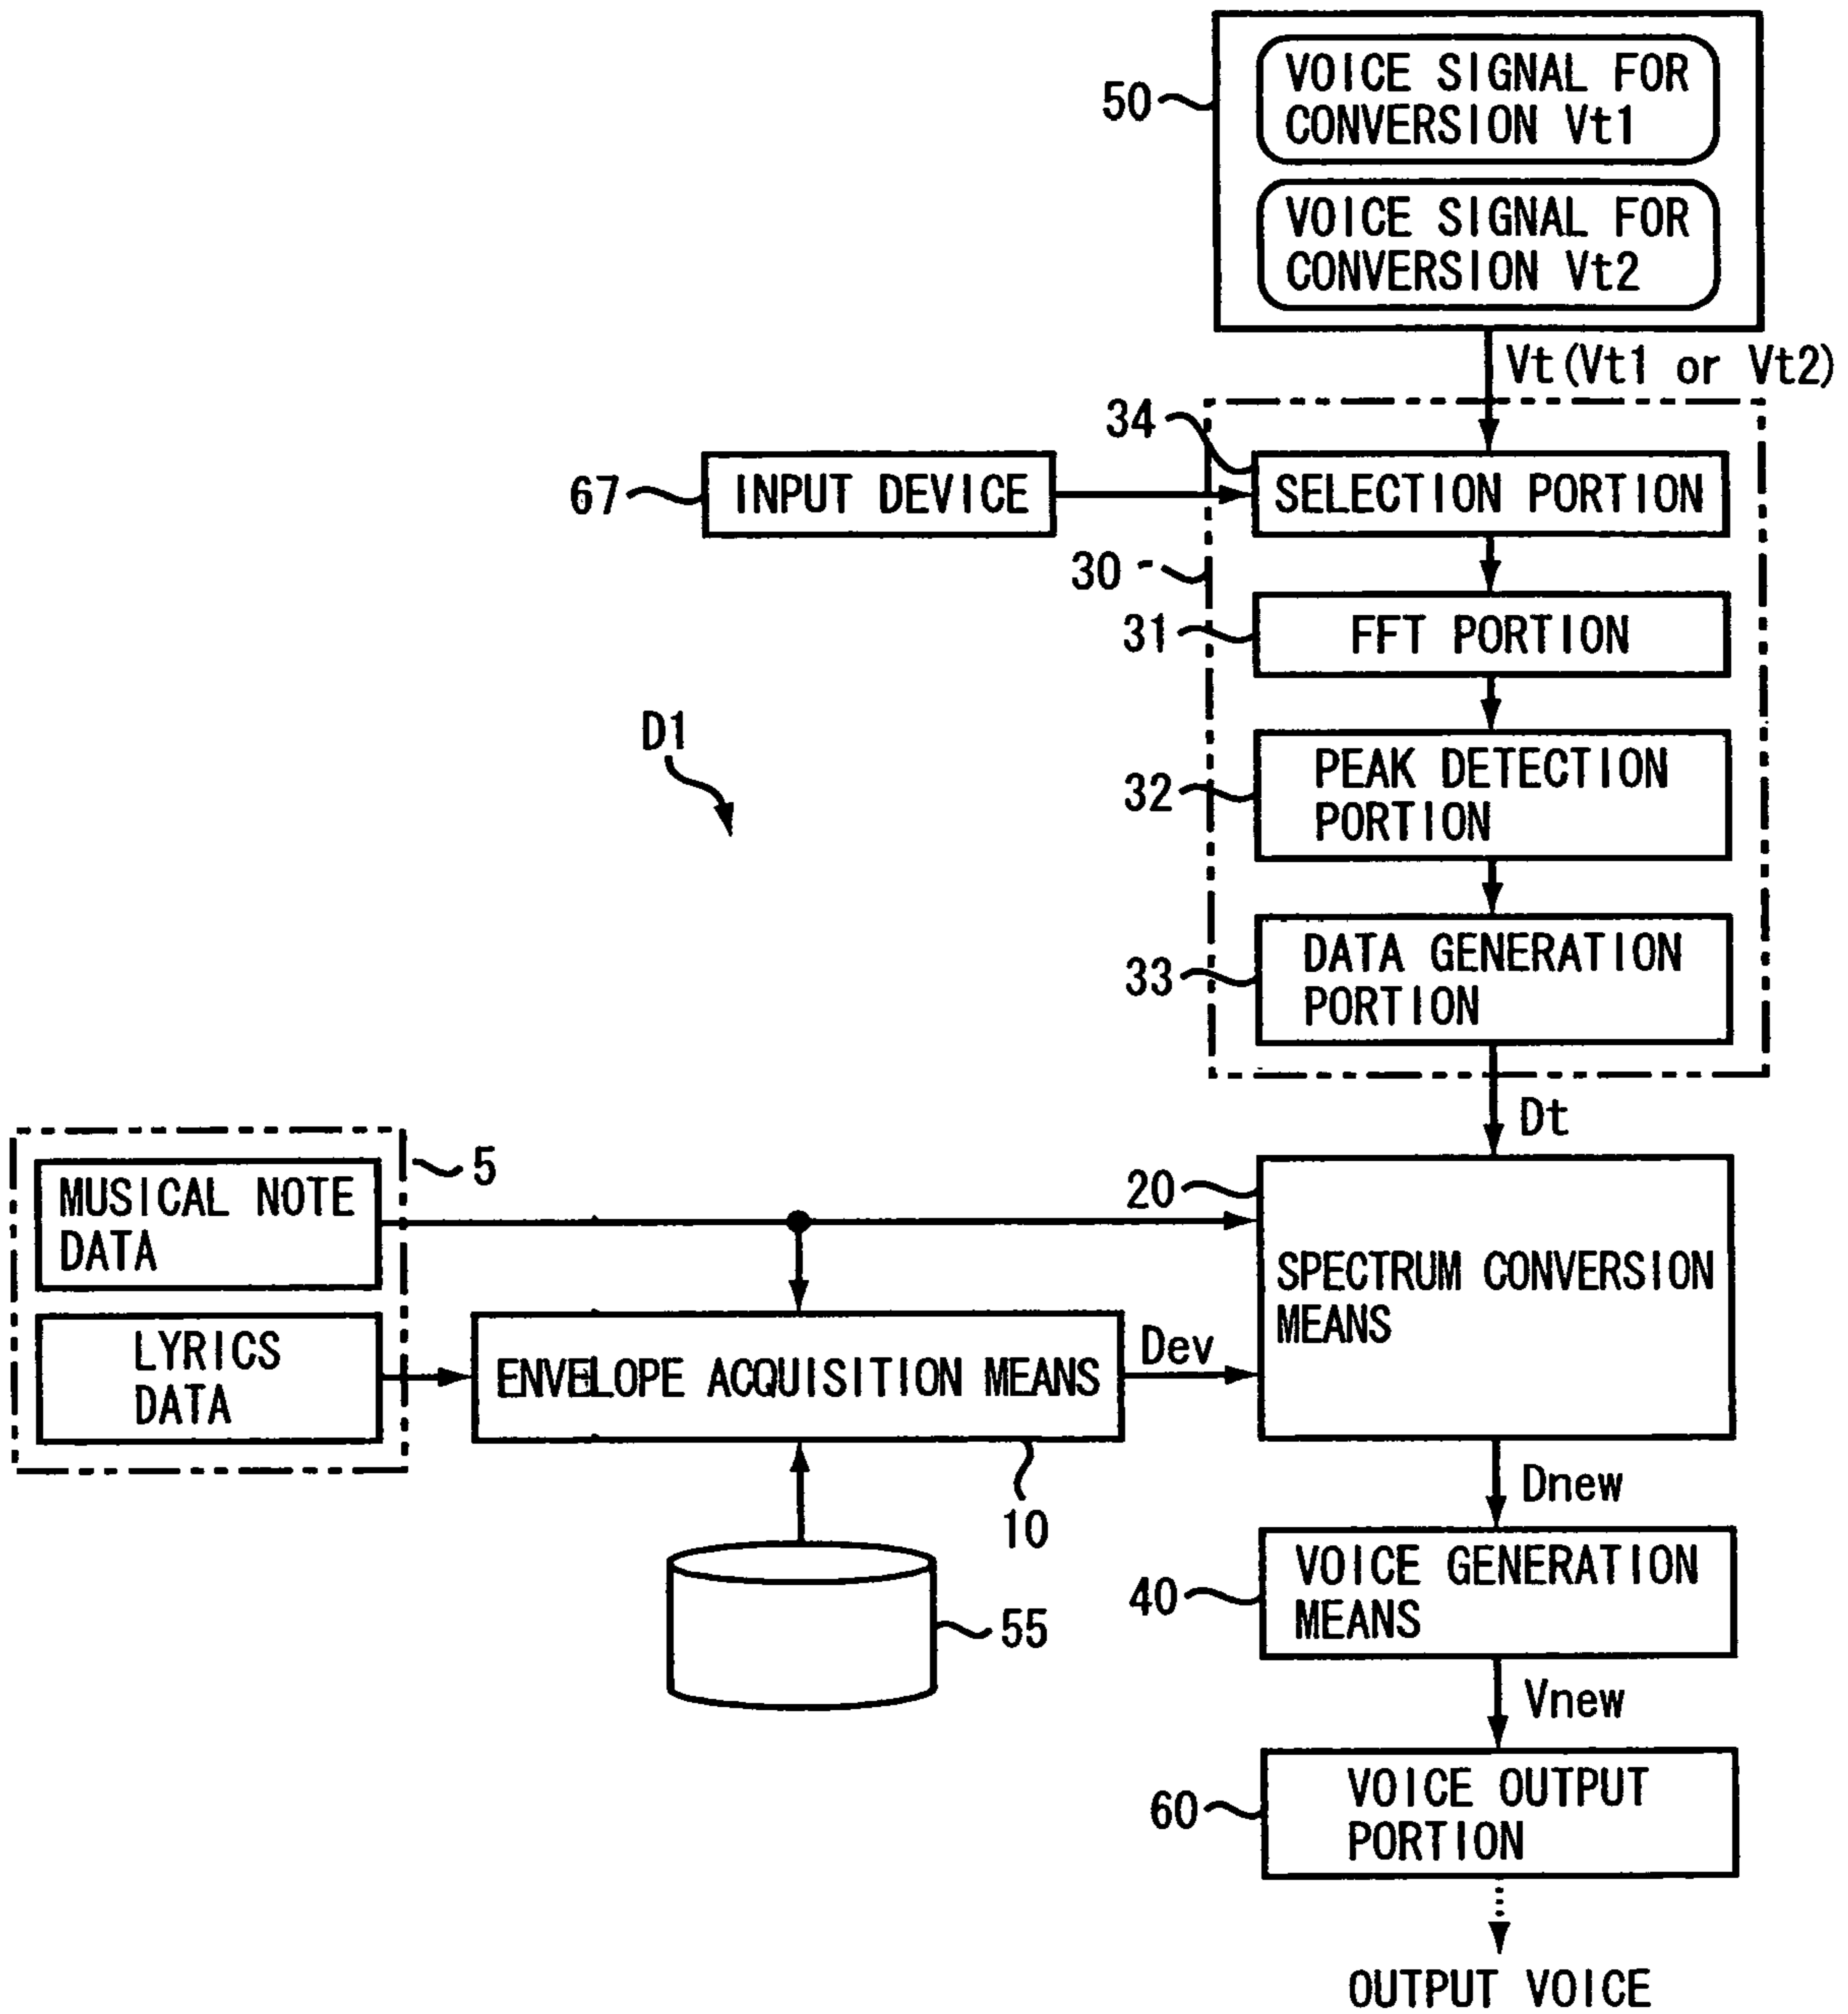 VOICE SIGNAL FOR
CONVERSION Vt1
50
VOICE SIGNAL FOR
CONVERSION Vt2
Vt(Vt1 or Vt2)
34
67
INPUT DEVICE
SELECTION PORTION
30
31
FFT PORTION
D1
32
PEAK DETECTION
PORTION
33
DATA GENERATION
PORTION
Dt
5
MUSICAL NOTE
DATA
20
SPECTRUM CONVERSION
MEANS
LYRICS
DATA
ENVELOPE ACQUISITION MEANS
Dev
10
Dnew
55
40
VOICE GENERATION
MEANS
Vnew
60
VOICE OUTPUT
PORTION
OUTPUT VOICE